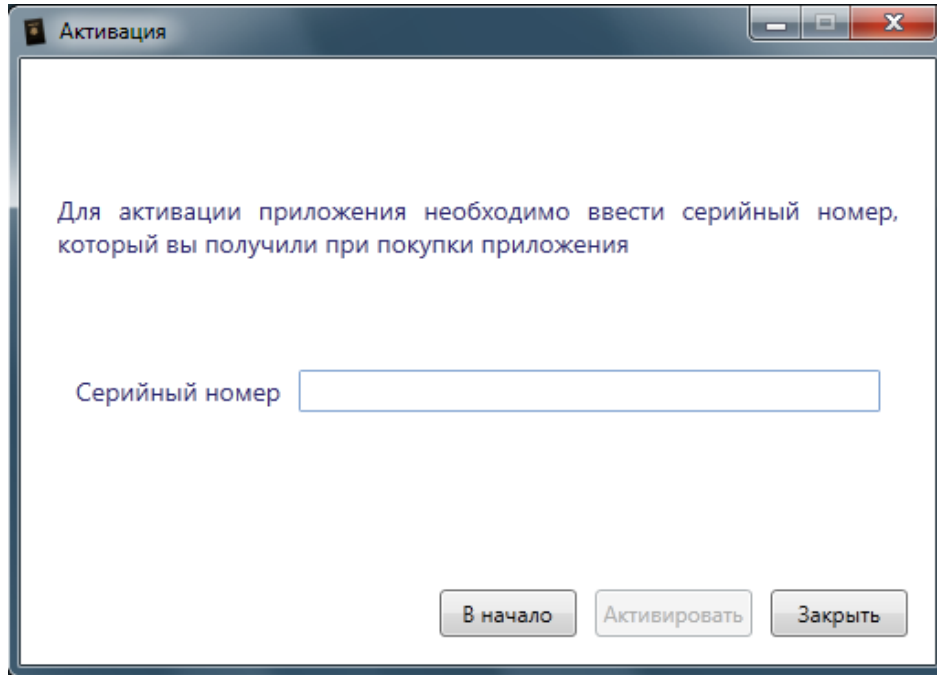 Активация
Для активации приложения необходимо ввести серийный номер,
который вы получили при покупки приложения
Серийный номер
В начало
Активировать
Закрыть